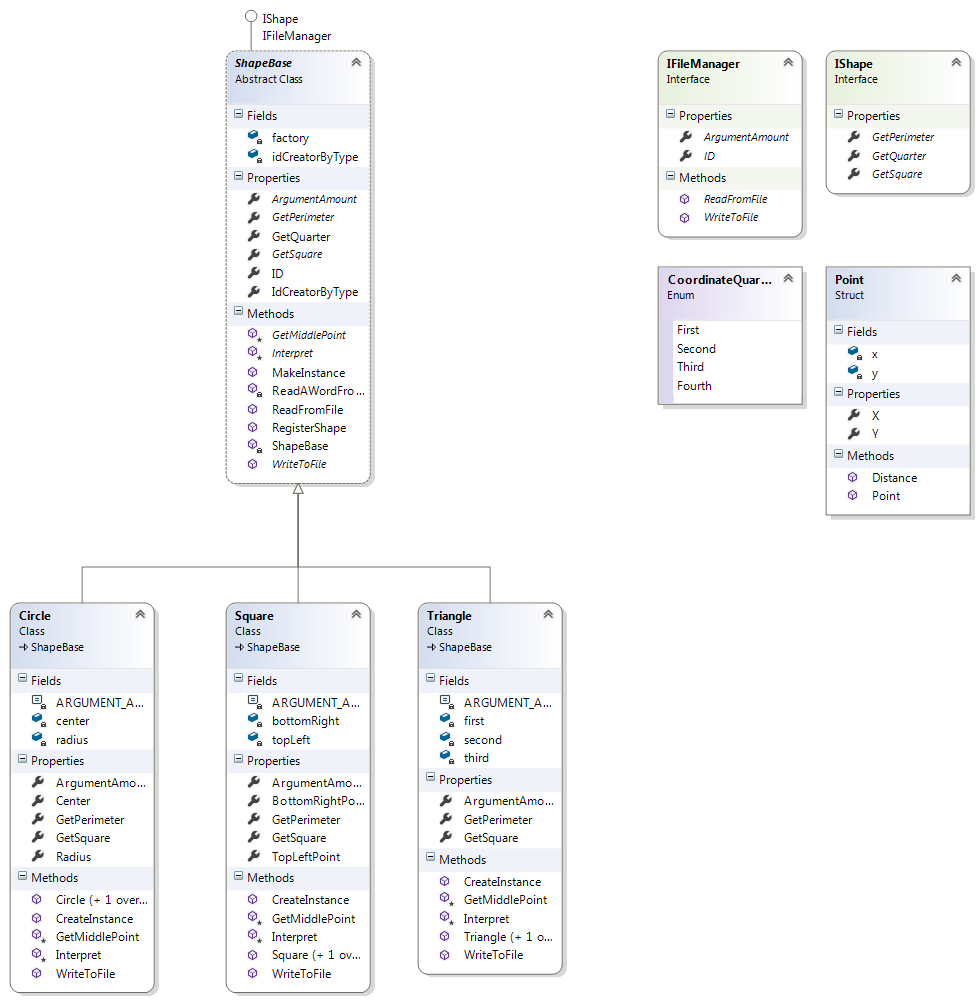 IShape
IFileManager
ShapeBase
Abstract Class
Fields
factory
idCreatorByType
Properties
ArgumentAmount
GetPerimeter
GetQuarter
GetSquare
ID
IdCreatorByType
Methods
GetMiddlePoint
Interpret
MakeInstance
ReadAWordFro...
ReadFromFile
RegisterShape
ShapeBase
WriteToFile
IFileManager
Interface
Properties
ArgumentAmount
ID
Methods
ReadFromFile
WriteToFile
IShape
Interface
Properties
GetPerimeter
GetQuarter
GetSquare
CoordinateQuar...
Enum
First
Second
Third
Fourth
Point
Struct
Fields
x
y
Properties
X
Y
Methods
Distance
Point
Circle
Class
ShapeBase
Fields
ARGUMENT_A...
center
radius
Properties
ArgumentAmo...
Center
GetPerimeter
GetSquare
Radius
Methods
Circle (+ 1 over...
CreateInstance
GetMiddlePoint
Interpret
WriteToFile
Square
Class
ShapeBase
Fields
ARGUMENT_A...
bottomRight
topLeft
Properties
ArgumentAmo...
BottomRightPo...
GetPerimeter
GetSquare
TopLeftPoint
Methods
CreateInstance
GetMiddlePoint
Interpret
Square (+ 1 ov...
WriteToFile
Triangle
Class
ShapeBase
Fields
ARGUMENT_A...
first
second
third
Properties
ArgumentAmo...
GetPerimeter
GetSquare
Methods
CreateInstance
GetMiddlePoint
Interpret
Triangle (+ 1 o...
WriteToFile